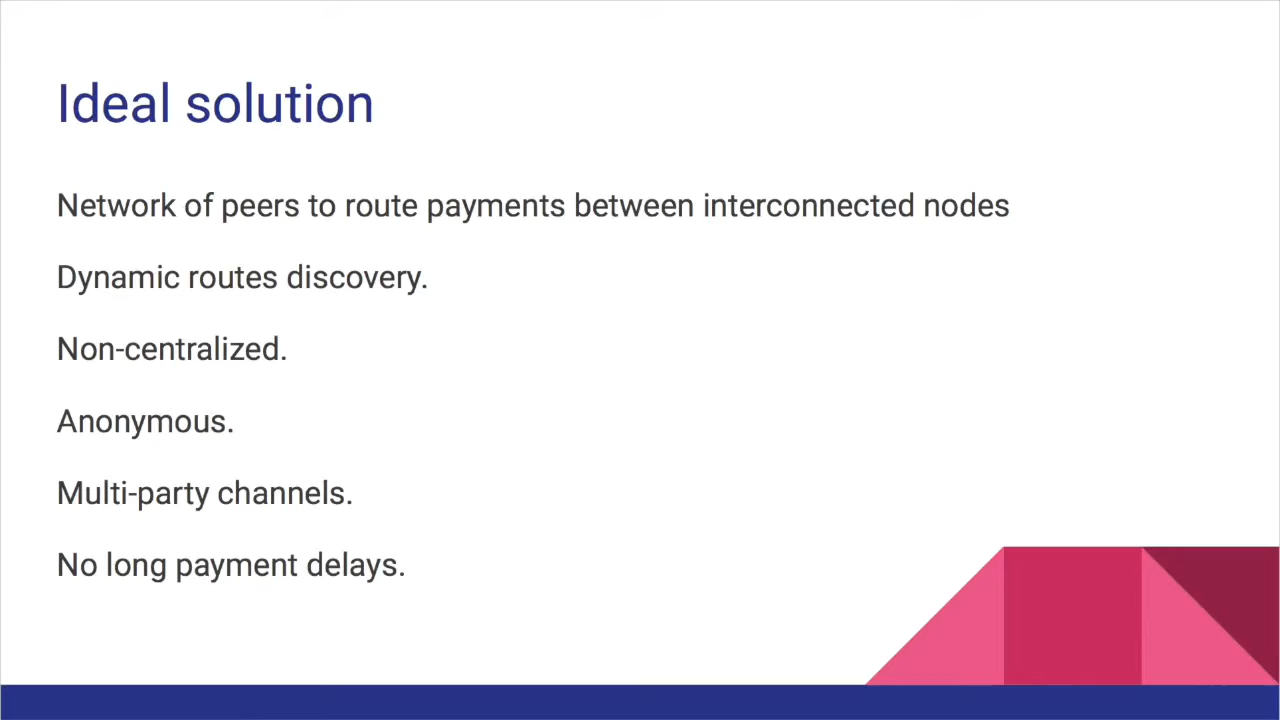 Ideal solution
Network of peers to route payments between interconnected nodes
Dynamic routes discovery.
Non-centralized.
Anonymous.
Multi-party channels.
No long payment delays.